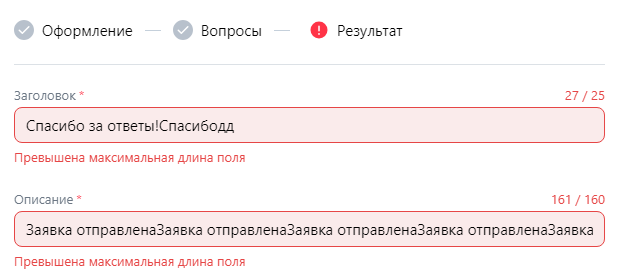 Оформление — Вопросы — Результат
Заголовок * 27 / 25
Спасибо за ответы!Спасибодд
Превышена максимальная длина поля
Описание * 161 / 160
Заявка отправленаЗаявка отправленаЗаявка отправленаЗаявка отправленаЗаявка
Превышена максимальная длина поля